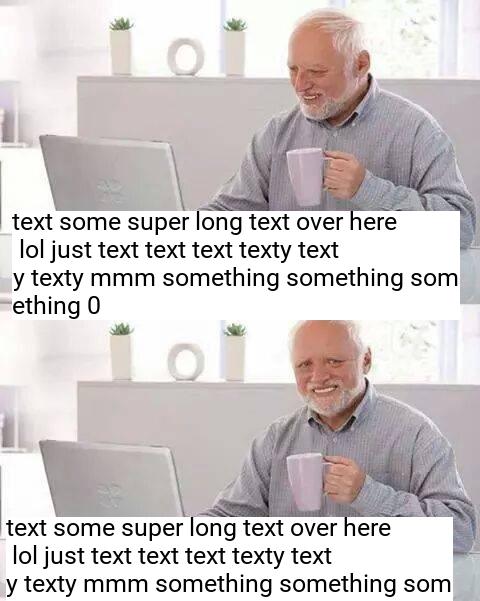 text some super long text over here
lol just text text text texty text
y texty mmm something something som
ething 0
text some super long text over here
lol just text text text texty text
y texty mmm something something som